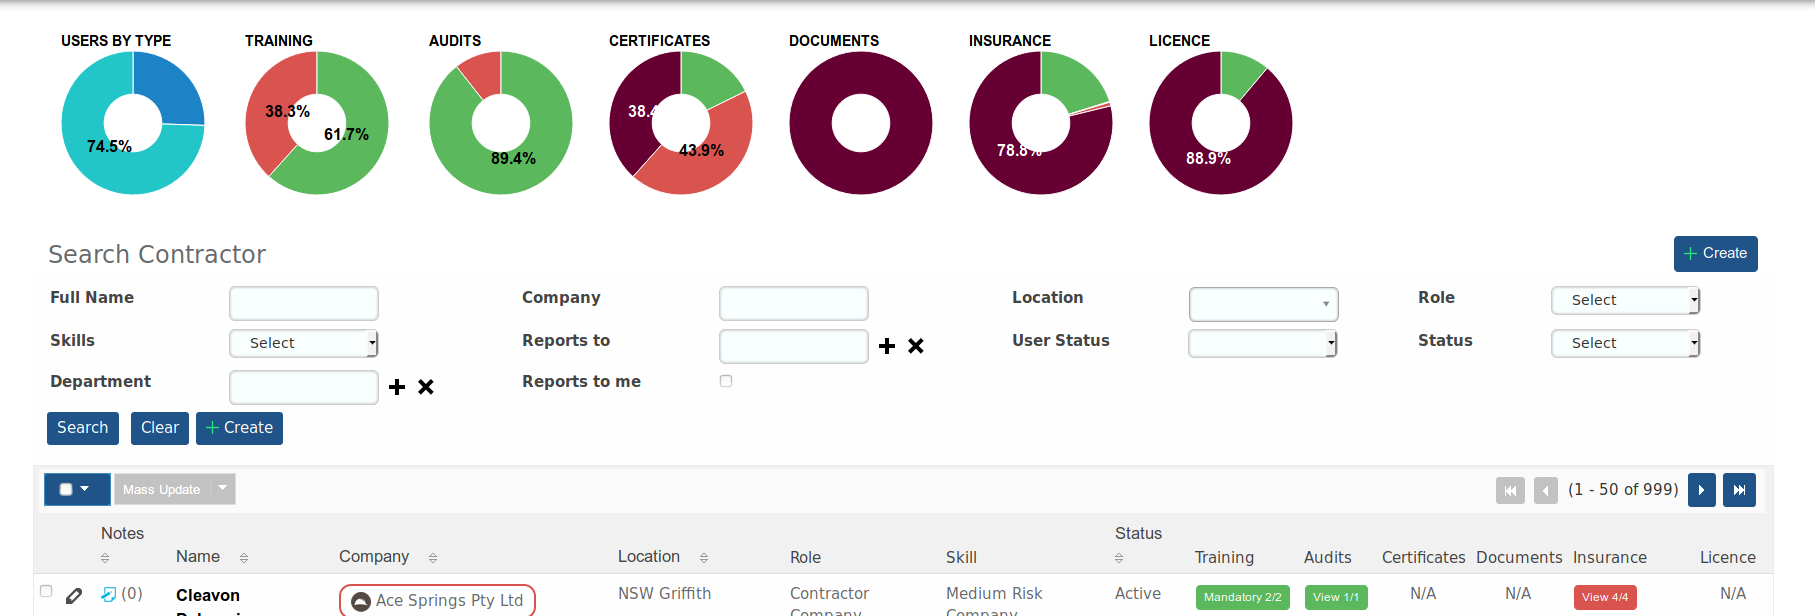 USERS BY TYPE TRAINING AUDITS CERTIFICATES DOCUMENTS INSURANCE LICENCE
74.5% 38.3% 61.7% 89.4% 38.4 43.9% 78.8% 88.9%
Search Contractor + Create
Full Name Company Location Role Select
Skills Select Reports to User Status Status Select
Department Reports to me
Search Clear + Create
Mass Update (1 - 50 of 999)
Notes Name Company Location Role Skill Status Training Audits Certificates Documents Insurance Licence
(0) Cleavon Ace Springs Pty Ltd NSW Griffith Contractor Medium Risk Active Mandatory 2/2 View 1/1 N/A N/A View 4/4 N/A
Company Company